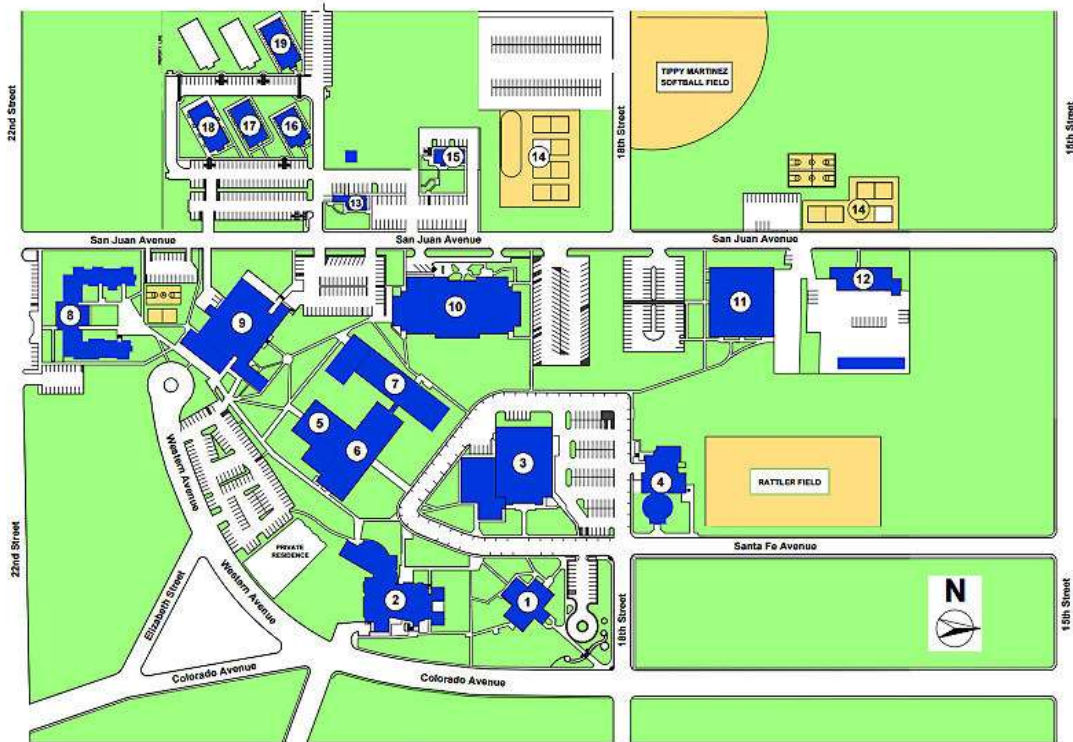 19
TIPPY MARTINEZ
SOFTBALL FIELD
22nd Street
18th Street
15th Street
18
17
16
15
14
13
14
San Juan Avenue
San Juan Avenue
San Juan Avenue
8
9
10
11
12
7
5
6
3
4
RATTLER FIELD
Western Avenue
22nd Street
PRIVATE
RESIDENCE
Santa Fe Avenue
Elizabeth Street
Western Avenue
2
1
18th Street
N
15th Street
Colorado Avenue
Colorado Avenue